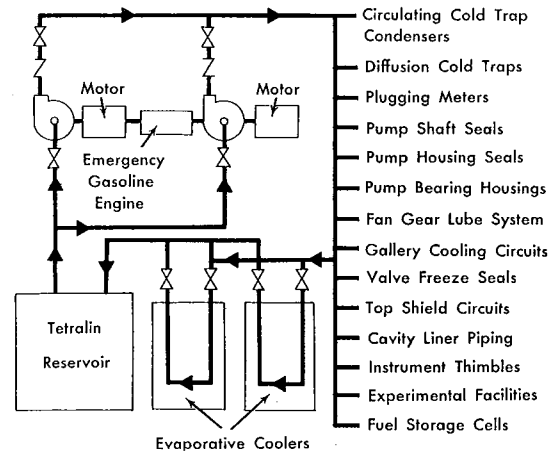 Circulating Cold Trap
Condensers
Diffusion Cold Traps
Plugging Meters
Pump Shaft Seals
Pump Housing Seals
Pump Bearing Housings
Fan Gear Lube System
Gallery Cooling Circuits
Valve Freeze Seals
Top Shield Circuits
Cavity Liner Piping
Instrument Thimbles
Experimental Facilities
Fuel Storage Cells
Motor
Motor
Emergency
Gasoline
Engine
Tetralin
Reservoir
Evaporative Coolers